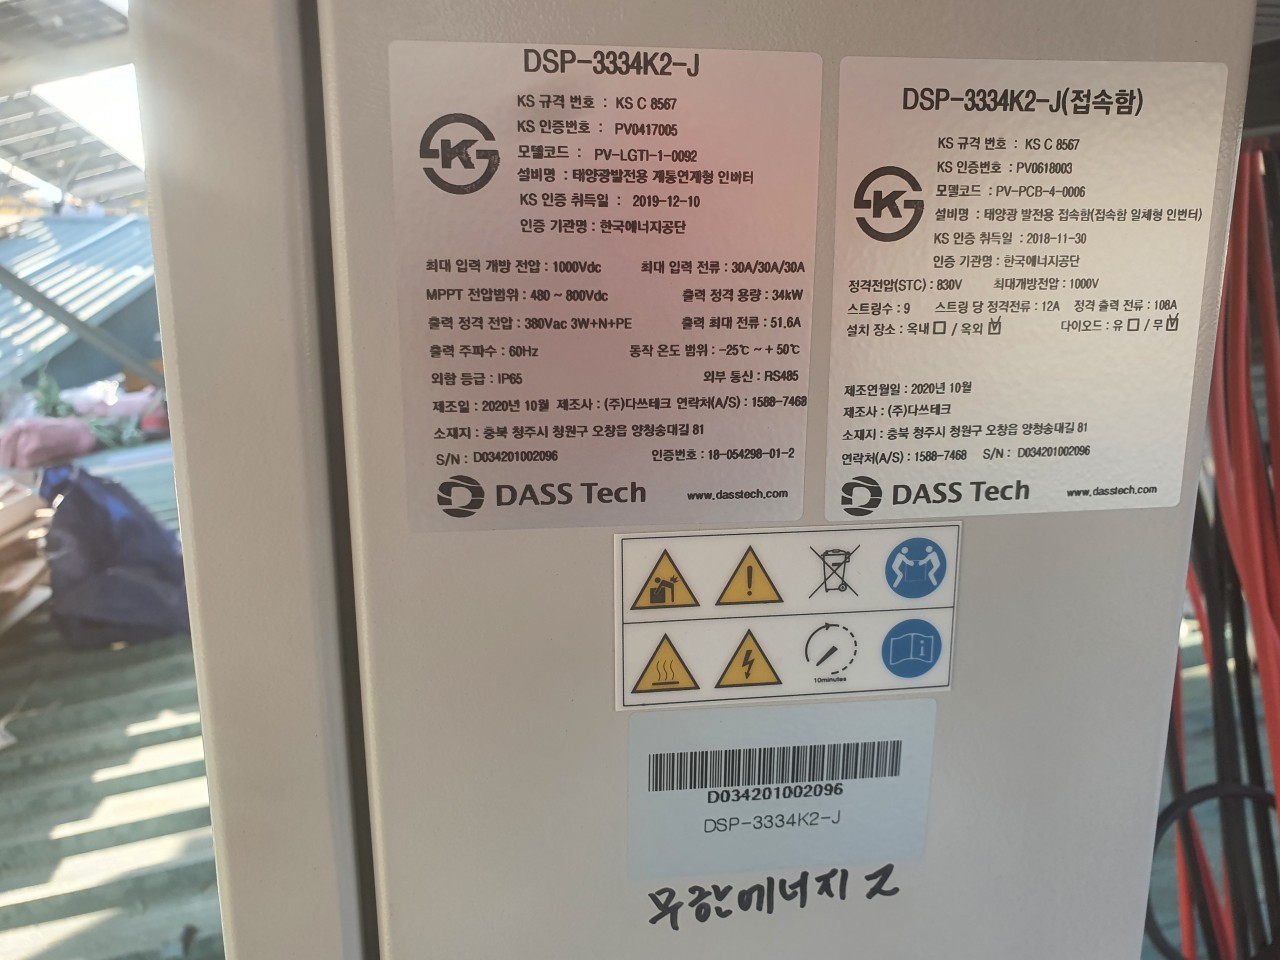 DSP-3334K2-J
KS 규격 번호 : KS C 8567
KS 인증번호 : PV0417005
모델코드 : PV-LGTI-1-0092
설비명 : 태양광발전용 계통연계형 인버터
KS 인증 취득일 : 2019-12-10
인증 기관명 : 한국에너지공단
최대 입력 개방 전압 : 1000Vdc 최대 입력 전류 : 30A/30A/30A
MPPT 전압범위 : 480 ~ 800Vdc 출력 정격 용량 : 34kW
출력 정격 전압 : 380Vac 3W+N+PE 출력 최대 전류 : 51.6A
출력 주파수 : 60Hz 동작 온도 범위 : -25℃ ~ + 50℃
외함 등급 : IP65 외부 통신 : RS485
제조일 : 2020년 10월 제조사 : (주)다쓰테크 연락처(A/S) : 1588-7468
소재지 : 충북 청주시 청원구 오창읍 양청송대길 81
S/N : D034201002096 인증번호 : 18-054298-01-2
DASS Tech www.dasstech.com
DSP-3334K2-J(접속함)
KS 규격 번호 : KS C 8567
KS 인증번호 : PV0618003
모델코드 : PV-PCB-4-0006
설비명 : 태양광 발전용 접속함(접속함 일체형 인번터)
KS 인증 취득일 : 2018-11-30
인증 기관명 : 한국에너지공단
정격전압(STC) : 830V 최대개방전압 : 1000V
스트링수 : 9 스트링 당 정격전류 : 12A 정격 출력 전류 : 108A
설치 장소 : 옥내 □ / 옥외 ☑ 다이오드 : 유 □ / 무 ☑
제조연월일 : 2020년 10월
제조사 : (주)다쓰테크
소재지 : 충북 청주시 청원구 오창읍 양청송대길 81
연락처(A/S) : 1588-7468 S/N : D034201002096
DASS Tech www.dasstech.com
10minutes
D034201002096
DSP-3334K2-J
무한에너지 2